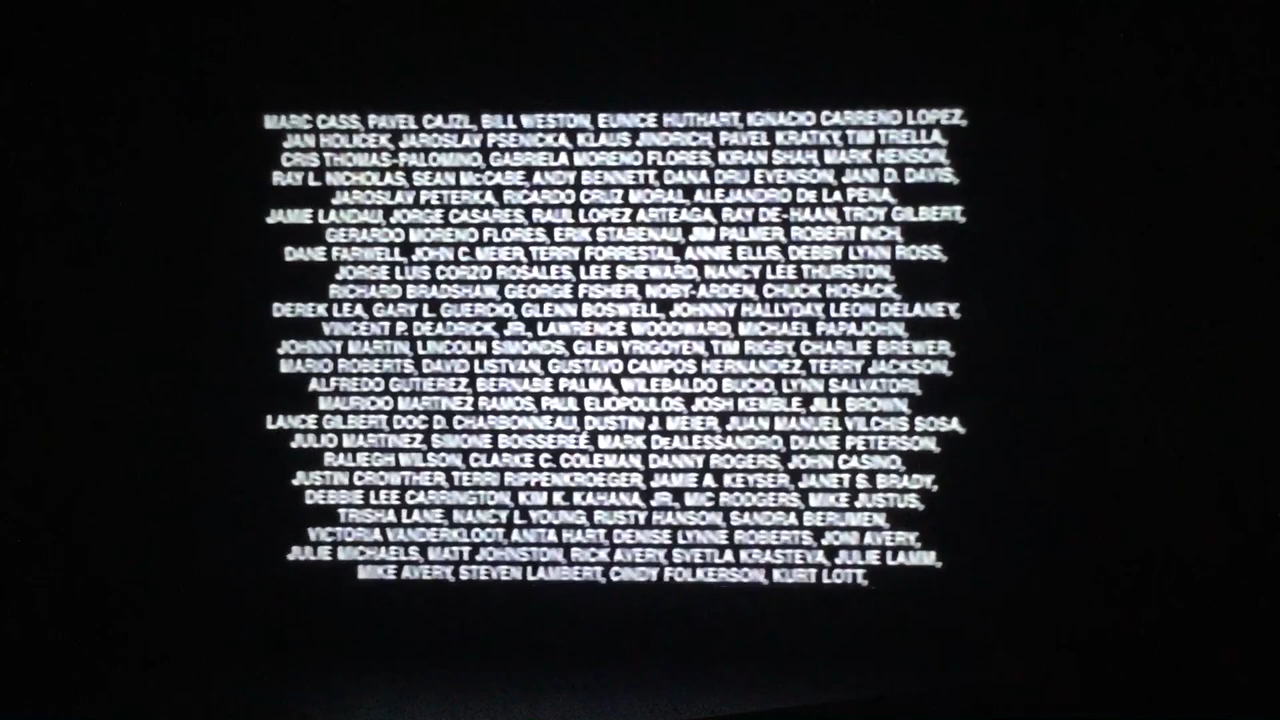 MARC CASS, PAVEL CAJZL, BILL WESTON, EUNICE HUTHART, IGNACIO CARRENO LOPEZ,
JAN HOLICEK, JAROSLAV PSENICKA, KLAUS JINDRICH, PAVEL KRATKY, TIM TRELLA,
CRIS THOMAS-PALOMINO, GABRIELA MORENO FLORES, KIRAN SHAH, MARK HENSON,
RAY L. NICHOLAS, SEAN McCABE, ANDY BENNETT, DANA DRU EVENSON, JANI D. DAVIS,
JAROSLAV PETERKA, RICARDO CRUZ MORAL, ALEJANDRO De LA PENA,
JAMIE LANDAU, JORGE CASARES, RAUL LOPEZ ARTEAGA, RAY DE-HAAN, TROY GILBERT,
GERARDO MORENO FLORES, ERIK STABENAU, JIM PALMER, ROBERT INCH,
DANE FARWELL, JOHN C. MEIER, TERRY FORRESTAL, ANNIE ELLIS, DEBBY LYNN ROSS,
JORGE LUIS CORZO ROSALES, LEE SHEWARD, NANCY LEE THURSTON,
RICHARD BRADSHAW, GEORGE FISHER, NOBY-ARDEN, CHUCK HOSACK,
DEREK LEA, GARY L. GUERCIO, GLENN BOSWELL, JOHNNY HALLYDAY, LEON DELANEY,
VINCENT P. DEADRICK, JR., LAWRENCE WOODWARD, MICHAEL PAPAJOHN,
JOHNNY MARTIN, LINCOLN SIMONDS, GLEN YRIGOYEN, TIM RIGBY, CHARLIE BREWER,
MARIO ROBERTS, DAVID LISTVAN, GUSTAVO CAMPOS HERNANDEZ, TERRY JACKSON,
ALFREDO GUTIEREZ, BERNABE PALMA, WILEBALDO BUCIO, LYNN SALVATORI,
MAURICIO MARTINEZ RAMOS, PAUL ELIOPOULOS, JOSH KEMBLE, JILL BROWN,
LANCE GILBERT, DOC D. CHARBONNEAU, DUSTIN J. MEIER, JUAN MANUEL VILCHIS SOSA,
JULIO MARTINEZ, SIMONE BOISSEREÉ, MARK DeALESSANDRO, DIANE PETERSON,
RALIEGH WILSON, CLARKE C. COLEMAN, DANNY ROGERS, JOHN CASINO,
JUSTIN CROWTHER, TERRI RIPPENKROEGER, JAMIE A. KEYSER, JANET S. BRADY,
DEBBIE LEE CARRINGTON, KIM K. KAHANA, JR., MIC RODGERS, MIKE JUSTUS,
TRISHA LANE, NANCY L. YOUNG, RUSTY HANSON, SANDRA BERUMEN,
VICTORIA VANDERKLOOT, ANITA HART, DENISE LYNNE ROBERTS, JONI AVERY,
JULIE MICHAELS, MATT JOHNSTON, RICK AVERY, SVETLA KRASTEVA, JULIE LAMM,
MIKE AVERY, STEVEN LAMBERT, CINDY FOLKERSON, KURT LOTT,